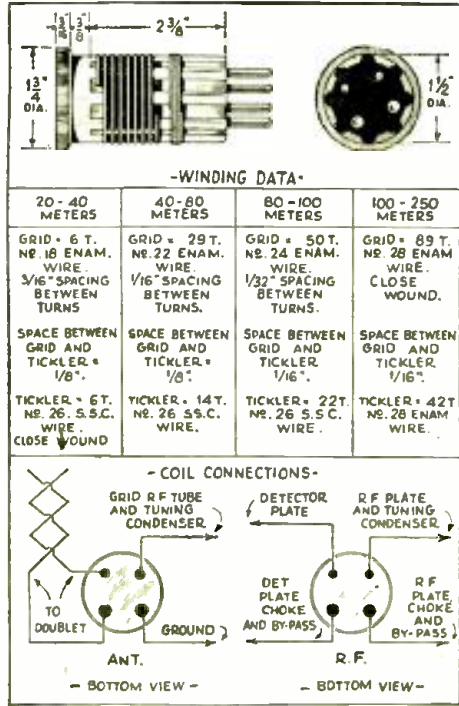 3/8"
3/8"
2 3/8"
1 3/4"
DIA.
1 1/2"
DIA.
-WINDING DATA-
20-40
METERS
40-80
METERS
80-100
METERS
100-250
METERS
GRID = 6 T.
Nº.18 ENAM.
WIRE.
3/16" SPACING
BETWEEN
TURNS
GRID = 29 T.
Nº.22 ENAM.
WIRE.
1/16" SPACING
BETWEEN
TURNS.
GRID = 50 T.
Nº.24 ENAM.
WIRE.
1/32" SPACING
BETWEEN
TURNS.
GRID = 89 T.
Nº.28 ENAM
WIRE.
CLOSE
WOUND.
SPACE BETWEEN
GRID AND
TICKLER =
1/8".
SPACE BETWEEN
GRID AND
TICKLER =
1/8".
SPACE BETWEEN
GRID AND
TICKLER
1/16".
SPACE BETWEEN
GRID AND
TICKLER
1/16".
TICKLER = 6T.
Nº.26 S.S.C.
WIRE.
CLOSE WOUND
TICKLER = 14T.
Nº.26 S.S.C.
WIRE.
TICKLER = 22T.
Nº.26 S.S.C.
WIRE.
TICKLER = 42T
Nº.28 ENAM
WIRE.
-COIL CONNECTIONS-
GRID R F TUBE
AND TUNING
CONDENSER
TO
DOUBLET
GROUND
ANT.
- BOTTOM VIEW -
DETECTOR
PLATE
R F PLATE
AND TUNING
CONDENSER
DET
PLATE
CHOKE
AND BY-PASS
R F
PLATE
CHOKE
AND
BY-PASS
R.F.
- BOTTOM VIEW -